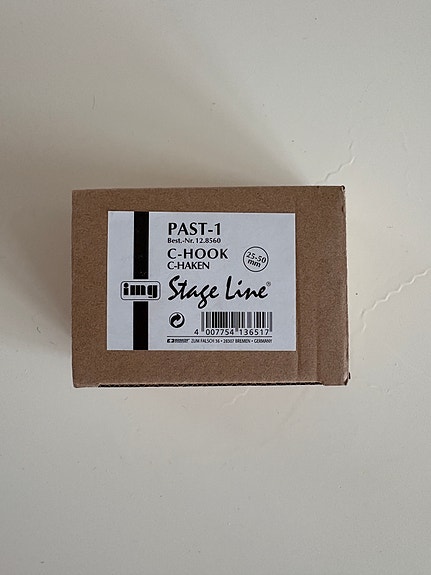 PAST-1
Best.-Nr. 12.8560
C-HOOK
C-HAKEN
25-50
mm
img
Stage Line®
4 007754 136517
ZUM FALSCH 36 • 28307 BREMEN • GERMANY